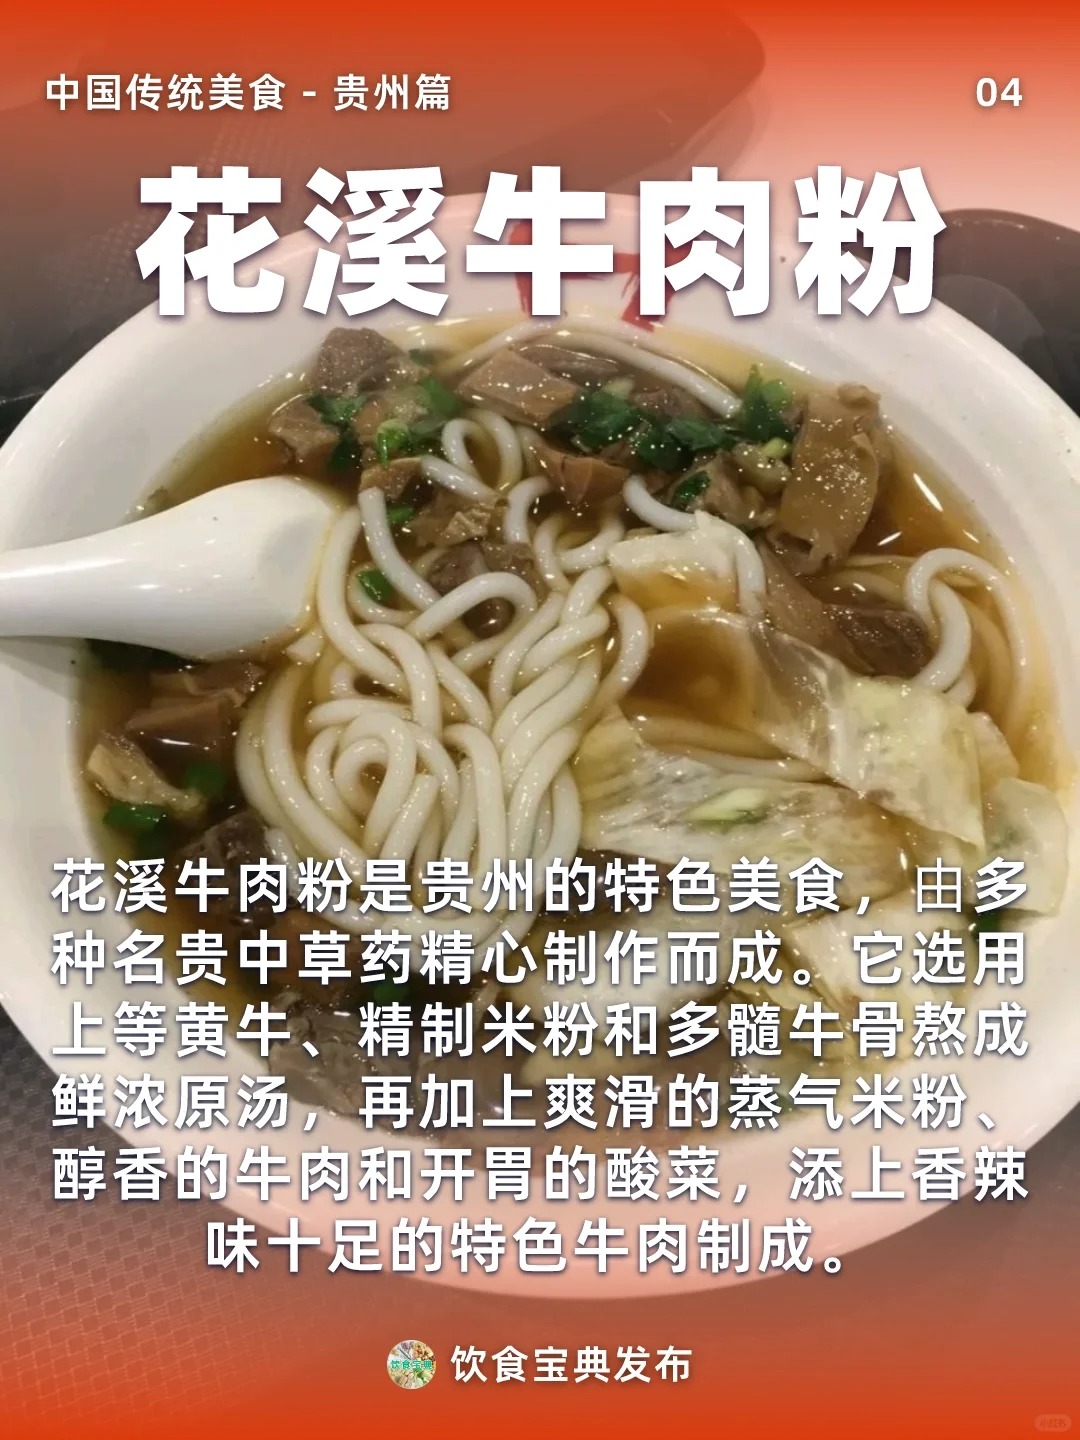 中国传统美食 - 贵州篇
04
花溪牛肉粉
花溪牛肉粉是贵州的特色美食，由多
种名贵中草药精心制作而成。它选用
上等黄牛、精制米粉和多髓牛骨熬成
鲜浓原汤，再加上爽滑的蒸气米粉、
醇香的牛肉和开胃的酸菜，添上香辣
味十足的特色牛肉制成。
饮食宝典
饮食宝典发布